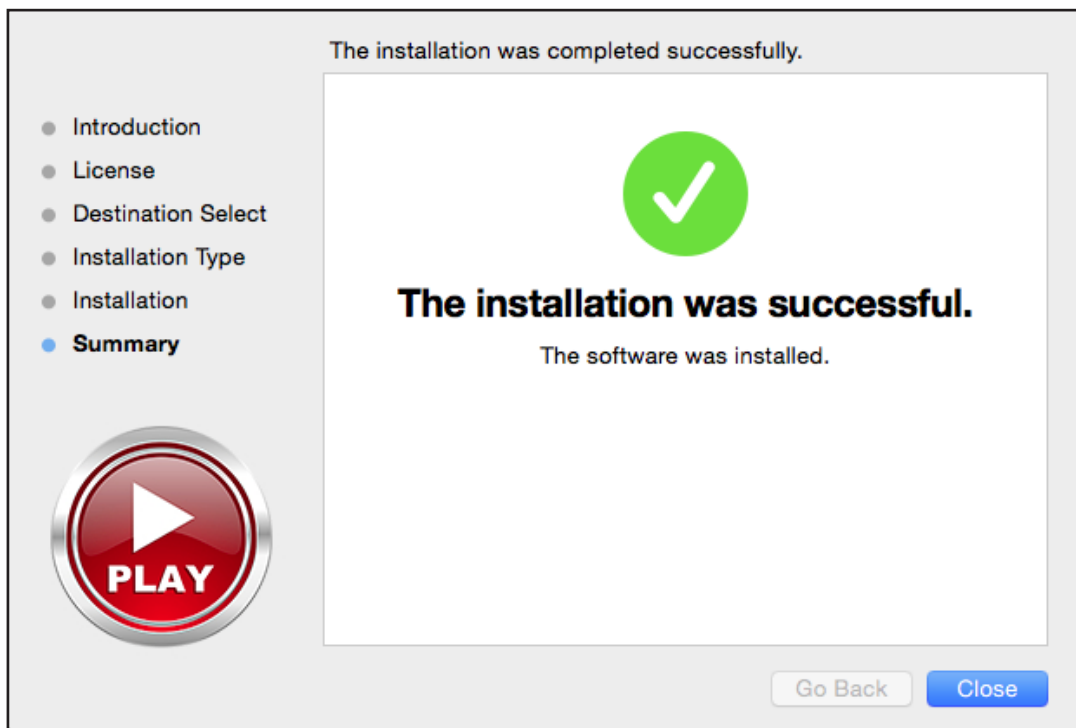 The installation was completed successfully.
Introduction
License
Destination Select
Installation Type
Installation
Summary
PLAY
The installation was successful.
The software was installed.
Go Back
Close